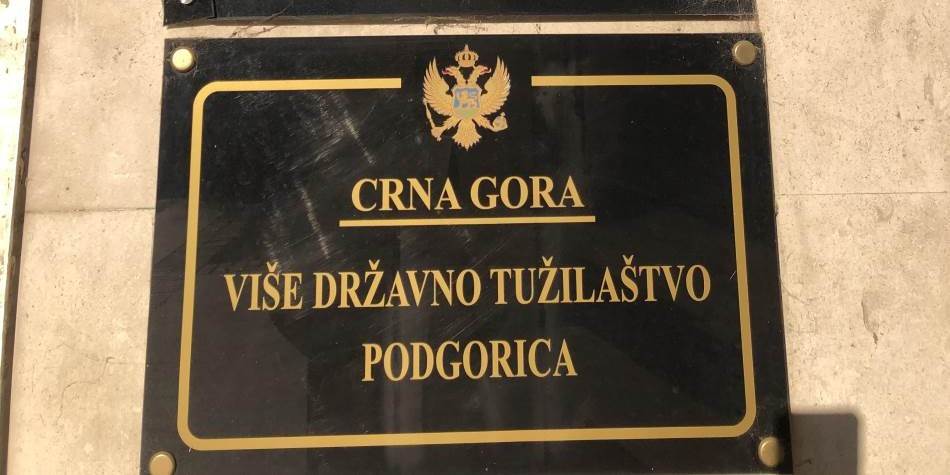 CRNA GORA
VIŠE DRŽAVNO TUŽILAŠTVO
PODGORICA